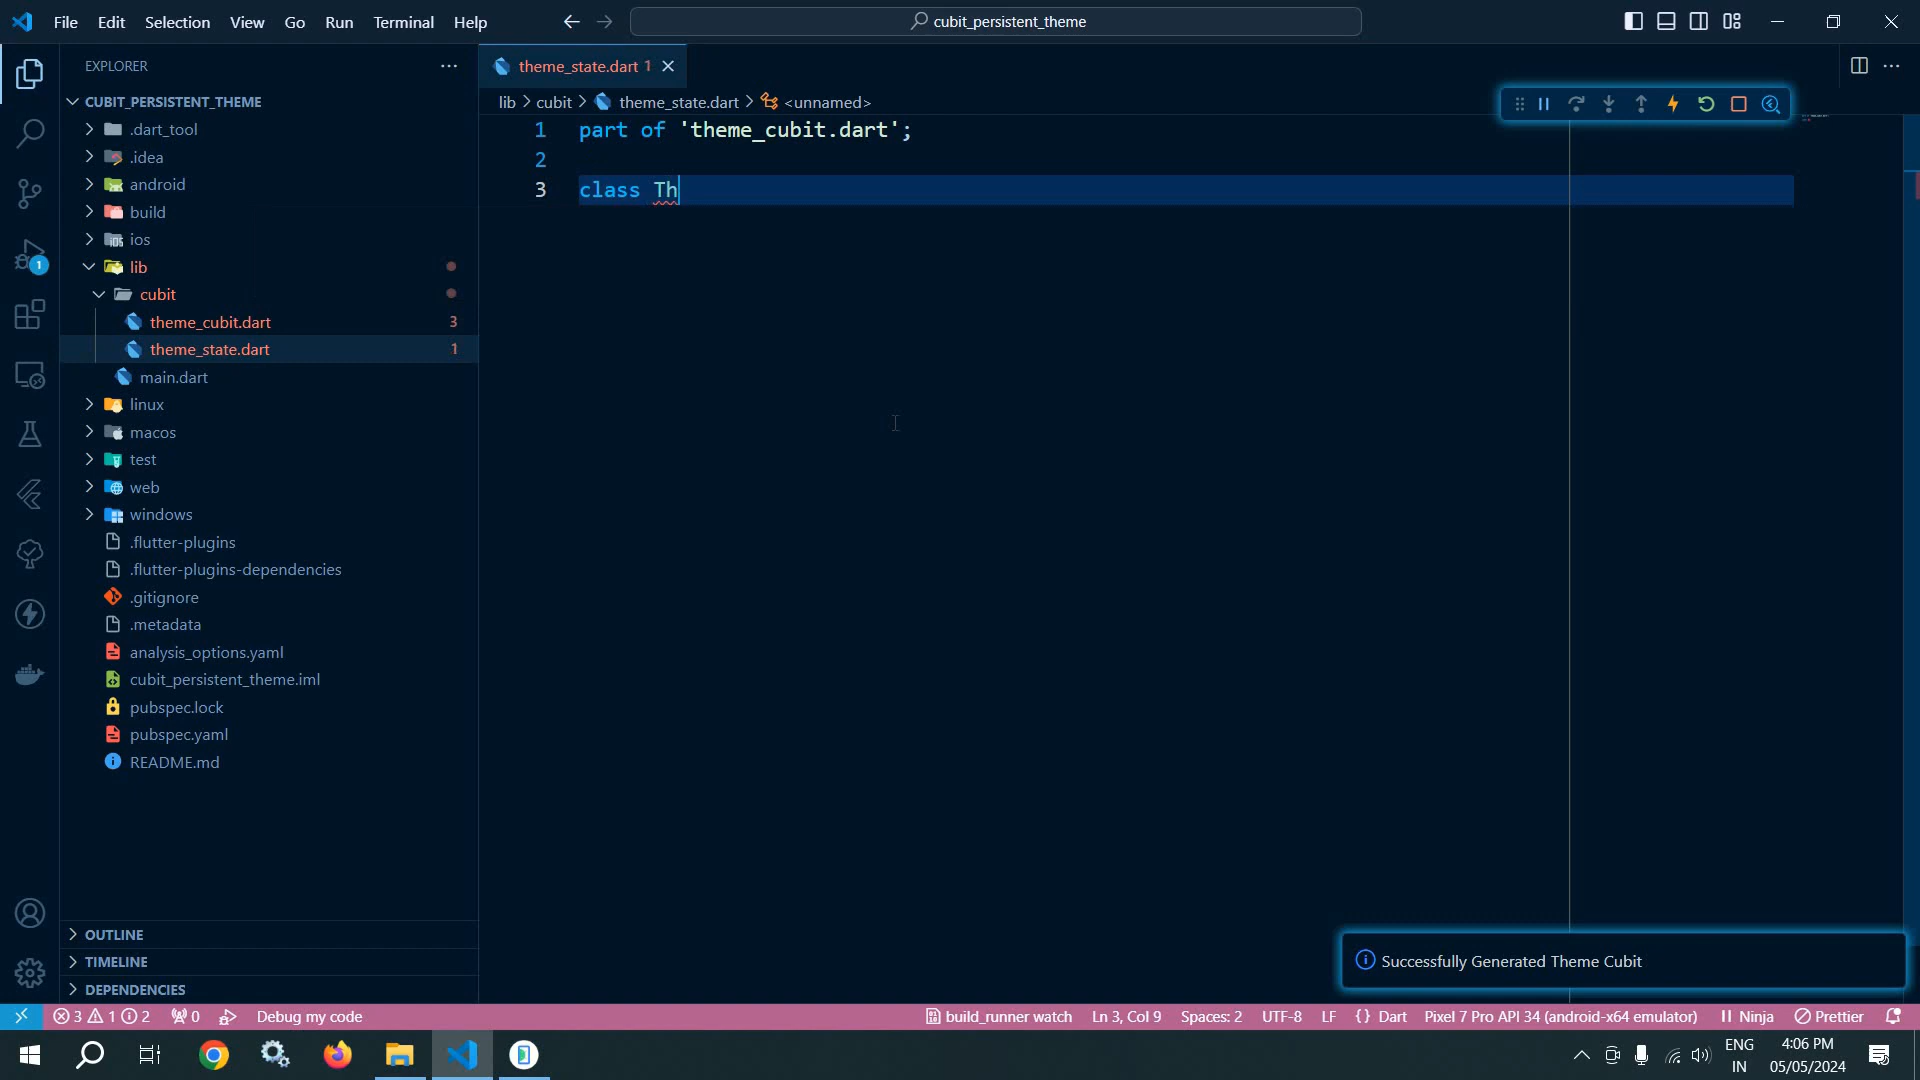 File Edit Selection View Go Run Terminal Help
cubit_persistent_theme
EXPLORER
CUBIT_PERSISTENT_THEME
.dart_tool
.idea
android
build
ios
lib
cubit
theme_cubit.dart 3
theme_state.dart 1
main.dart
linux
macos
test
web
windows
.flutter-plugins
.flutter-plugins-dependencies
.gitignore
.metadata
analysis_options.yaml
cubit_persistent_theme.iml
pubspec.lock
pubspec.yaml
README.md
OUTLINE
TIMELINE
DEPENDENCIES
1
theme_state.dart 1
lib > cubit > theme_state.dart > <unnamed>
1 part of 'theme_cubit.dart';
2
3 class Th
Successfully Generated Theme Cubit
3 1 2 0 Debug my code
build_runner watch Ln 3, Col 9 Spaces: 2 UTF-8 LF { } Dart Pixel 7 Pro API 34 (android-x64 emulator) Ninja Prettier
ENG
IN
4:06 PM
05/05/2024